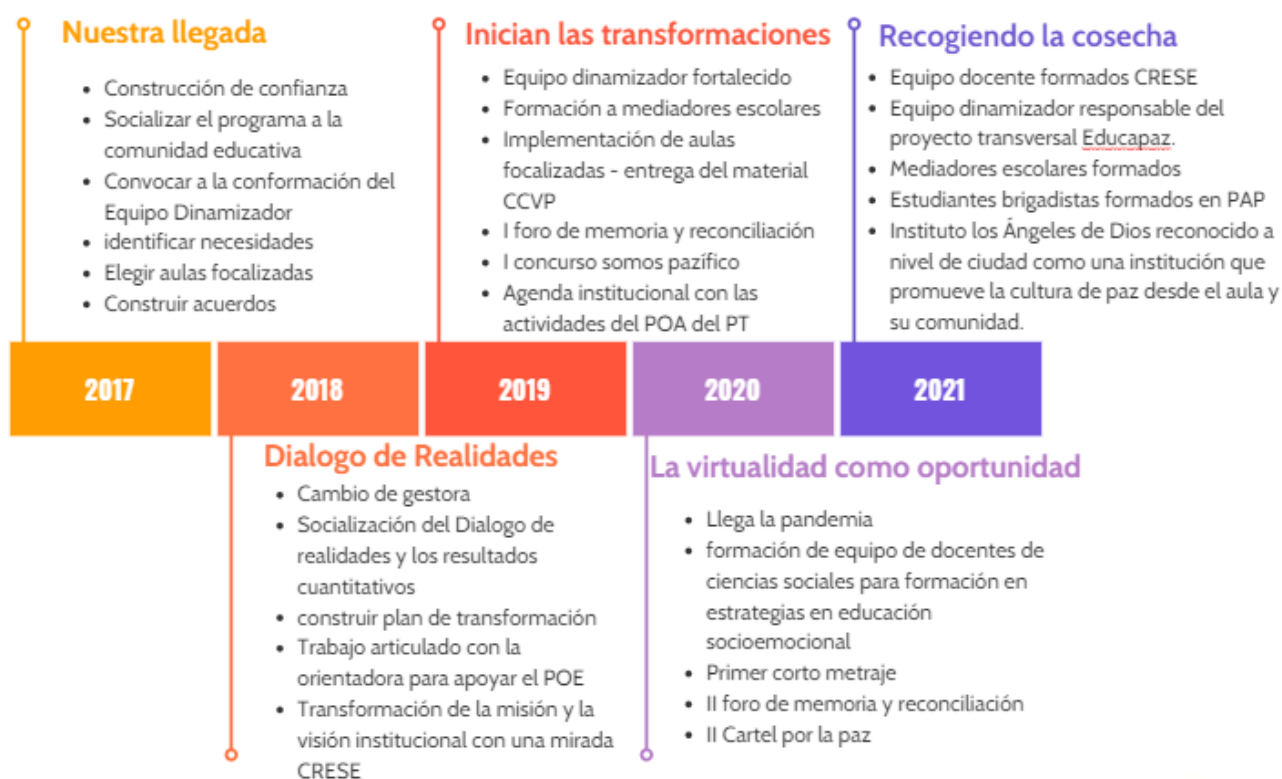 Nuestra llegada
• Construcción de confianza
• Socializar el programa a la
comunidad educativa
• Convocar a la conformación del
Equipo Dinamizador
• identificar necesidades
• Elegir aulas focalizadas
• Construir acuerdos
Inician las transformaciones
• Equipo dinamizador fortalecido
• Formación a mediadores escolares
• Implementación de aulas
focalizadas - entrega del material
CCVP
• I foro de memoria y reconciliación
• I concurso somos pazífico
• Agenda institucional con las
actividades del POA del PT
Recogiendo la cosecha
• Equipo docente formados CRESE
• Equipo dinamizador responsable del
proyecto transversal Educapaz.
• Mediadores escolares formados
• Estudiantes brigadistas formados en PAP
• Instituto los Ángeles de Dios reconocido a
nivel de ciudad como una institución que
promueve la cultura de paz desde el aula y
su comunidad.
2017
2018
2019
2020
2021
Dialogo de Realidades
• Cambio de gestora
• Socialización del Dialogo de
realidades y los resultados
cuantitativos
• construir plan de transformación
• Trabajo articulado con la
orientadora para apoyar el POE
• Transformación de la misión y la
visión institucional con una mirada
CRESE
La virtualidad como oportunidad
• Llega la pandemia
• formación de equipo de docentes de
ciencias sociales para formación en
estrategias en educación
socioemocional
• Primer corto metraje
• II foro de memoria y reconciliación
• II Cartel por la paz